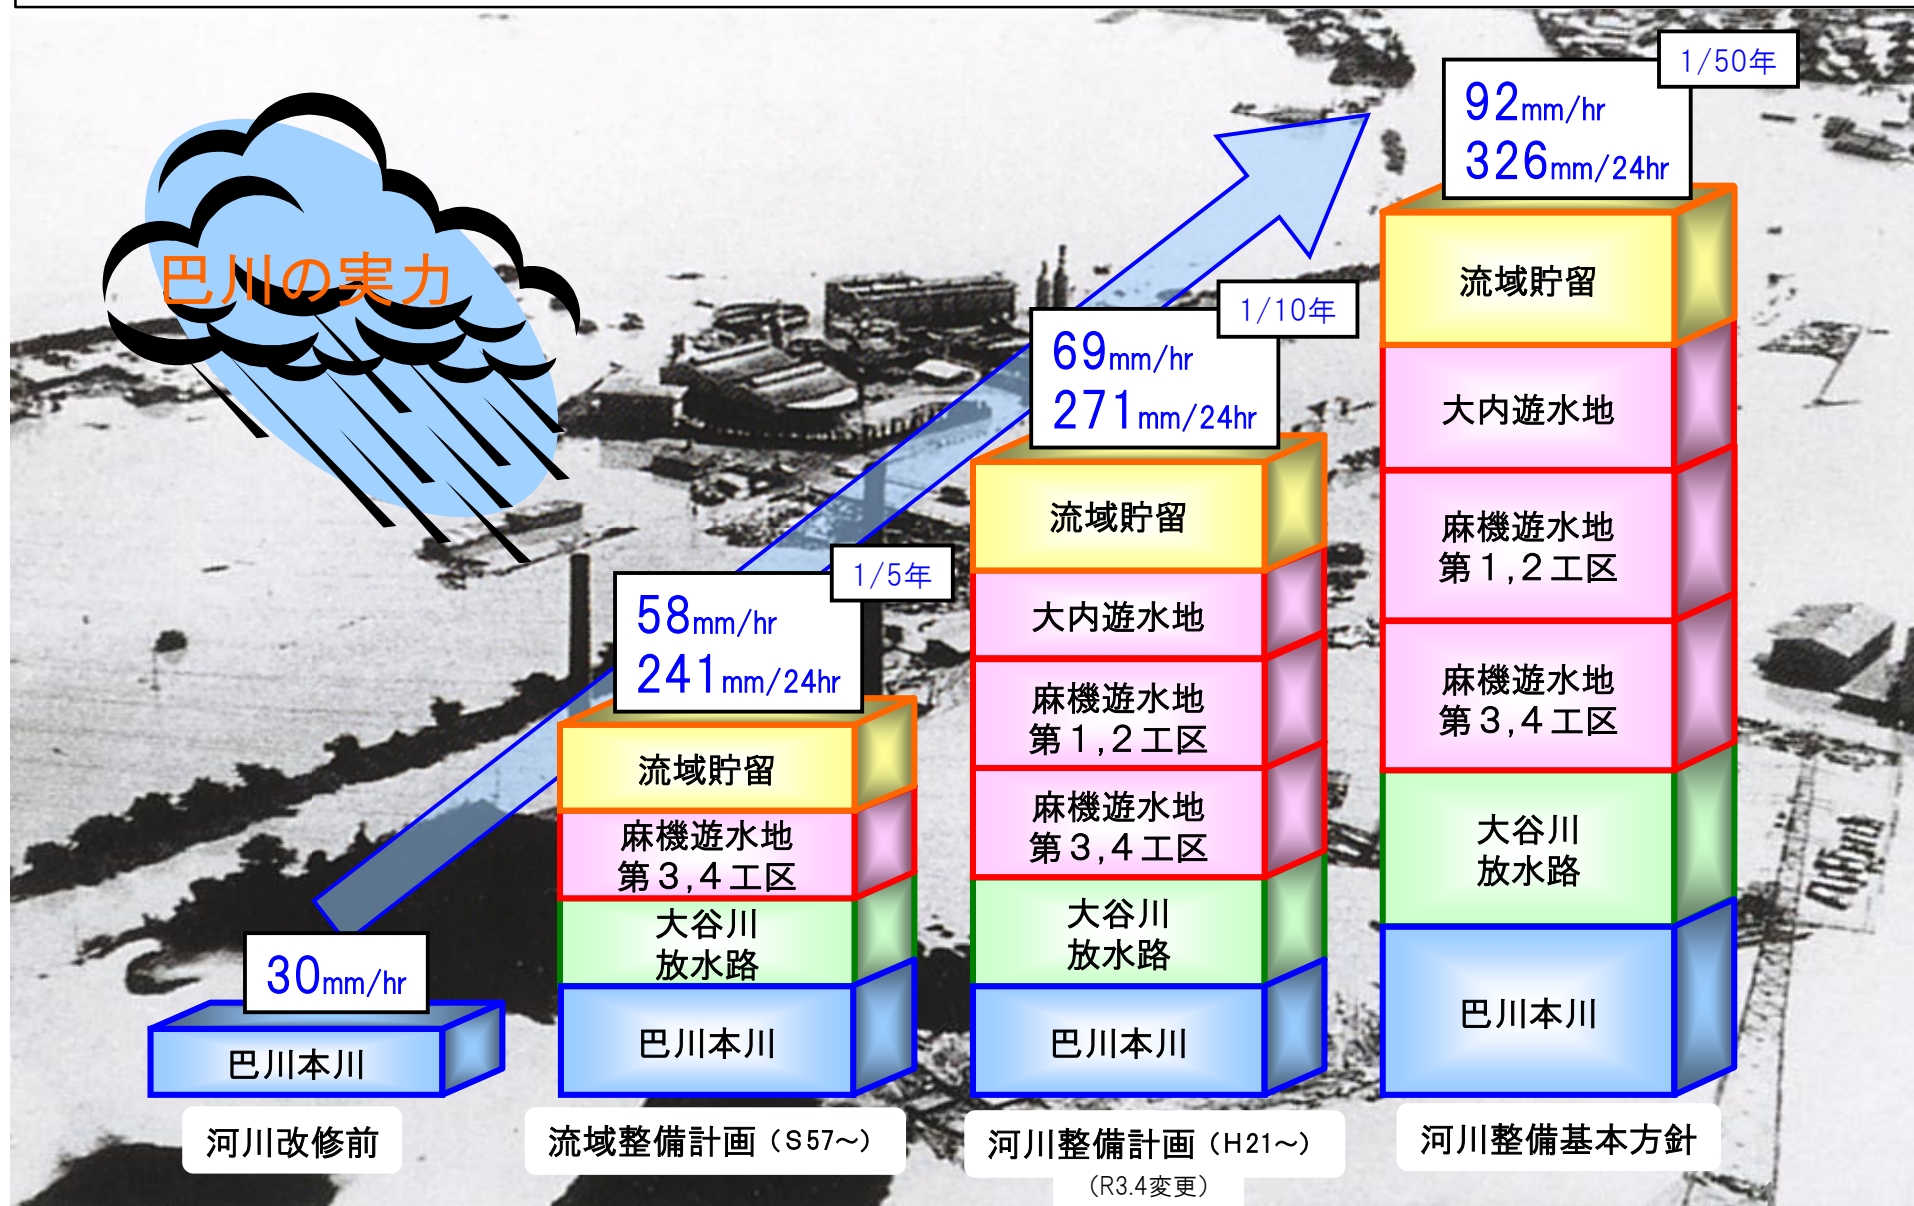 巴川の実力
30mm/hr
巴川本川
河川改修前
1/5年
58mm/hr
241mm/24hr
流域貯留
麻機遊水地
第3,4工区
大谷川
放水路
巴川本川
流域整備計画（S57～）
1/10年
69mm/hr
271mm/24hr
流域貯留
大内遊水地
麻機遊水地
第1,2工区
麻機遊水地
第3,4工区
大谷川
放水路
巴川本川
河川整備計画（H21～）
（R3.4変更）
1/50年
92mm/hr
326mm/24hr
流域貯留
大内遊水地
麻機遊水地
第1,2工区
麻機遊水地
第3,4工区
大谷川
放水路
巴川本川
河川整備基本方針